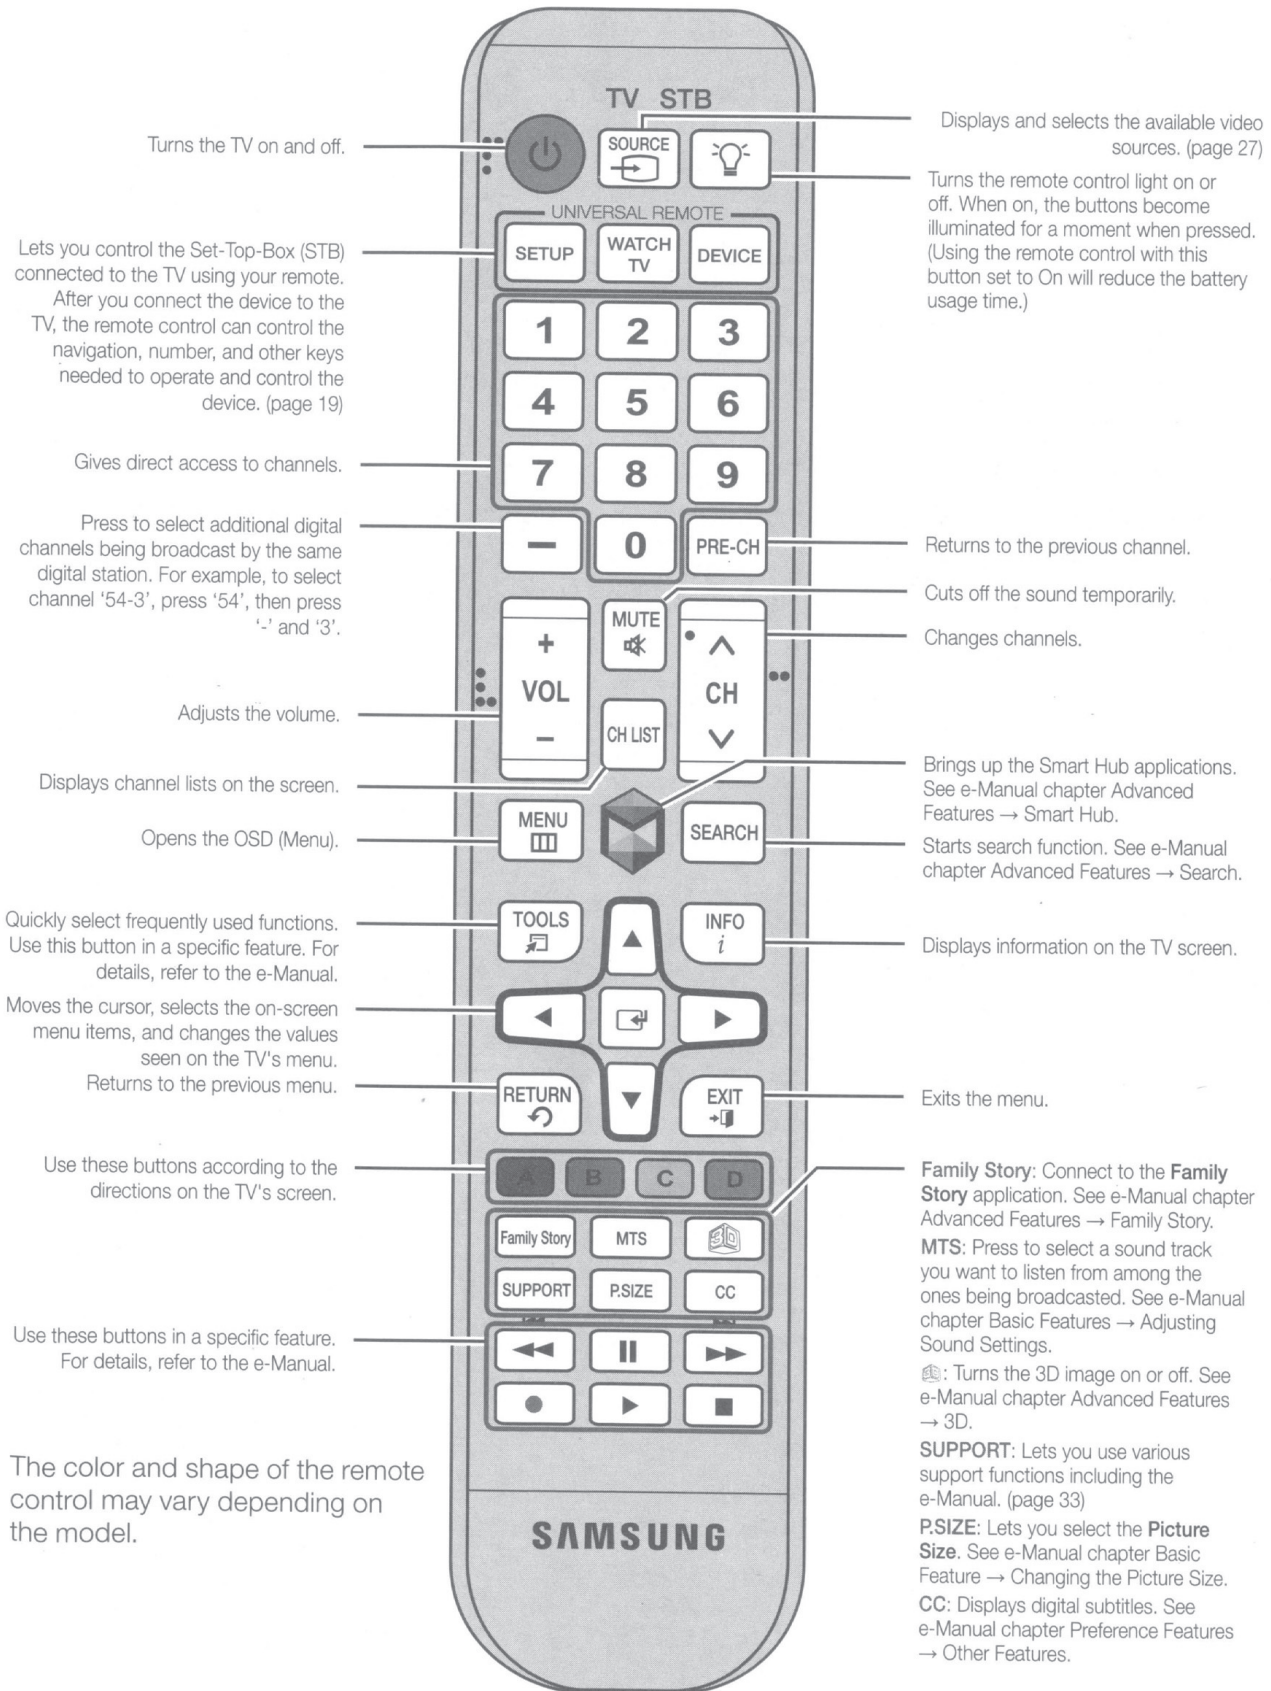 TV STB
SOURCE
UNIVERSAL REMOTE
SETUP
WATCH
TV
DEVICE
1 2 3
4 5 6
7 8 9
— 0 PRE-CH
+
VOL
−
MUTE
CH LIST
CH
MENU
SEARCH
TOOLS
INFO
i
RETURN
EXIT
A B C D
Family Story
MTS
3D
SUPPORT
P.SIZE
CC
SAMSUNG
Turns the TV on and off.
Lets you control the Set-Top-Box (STB)
connected to the TV using your remote.
After you connect the device to the
TV, the remote control can control the
navigation, number, and other keys
needed to operate and control the
device. (page 19)
Gives direct access to channels.
Press to select additional digital
channels being broadcast by the same
digital station. For example, to select
channel ‘54-3’, press ‘54’, then press
‘-’ and ‘3’.
Adjusts the volume.
Displays channel lists on the screen.
Opens the OSD (Menu).
Quickly select frequently used functions.
Use this button in a specific feature. For
details, refer to the e-Manual.
Moves the cursor, selects the on-screen
menu items, and changes the values
seen on the TV's menu.
Returns to the previous menu.
Use these buttons according to the
directions on the TV's screen.
Use these buttons in a specific feature.
For details, refer to the e-Manual.
The color and shape of the remote
control may vary depending on
the model.
Displays and selects the available video
sources. (page 27)
Turns the remote control light on or
off. When on, the buttons become
illuminated for a moment when pressed.
(Using the remote control with this
button set to On will reduce the battery
usage time.)
Returns to the previous channel.
Cuts off the sound temporarily.
Changes channels.
Brings up the Smart Hub applications.
See e-Manual chapter Advanced
Features → Smart Hub.
Starts search function. See e-Manual
chapter Advanced Features → Search.
Displays information on the TV screen.
Exits the menu.
Family Story: Connect to the Family
Story application. See e-Manual chapter
Advanced Features → Family Story.
MTS: Press to select a sound track
you want to listen from among the
ones being broadcasted. See e-Manual
chapter Basic Features → Adjusting
Sound Settings.
: Turns the 3D image on or off. See
e-Manual chapter Advanced Features
→ 3D.
SUPPORT: Lets you use various
support functions including the
e-Manual. (page 33)
P.SIZE: Lets you select the Picture
Size. See e-Manual chapter Basic
Feature → Changing the Picture Size.
CC: Displays digital subtitles. See
e-Manual chapter Preference Features
→ Other Features.